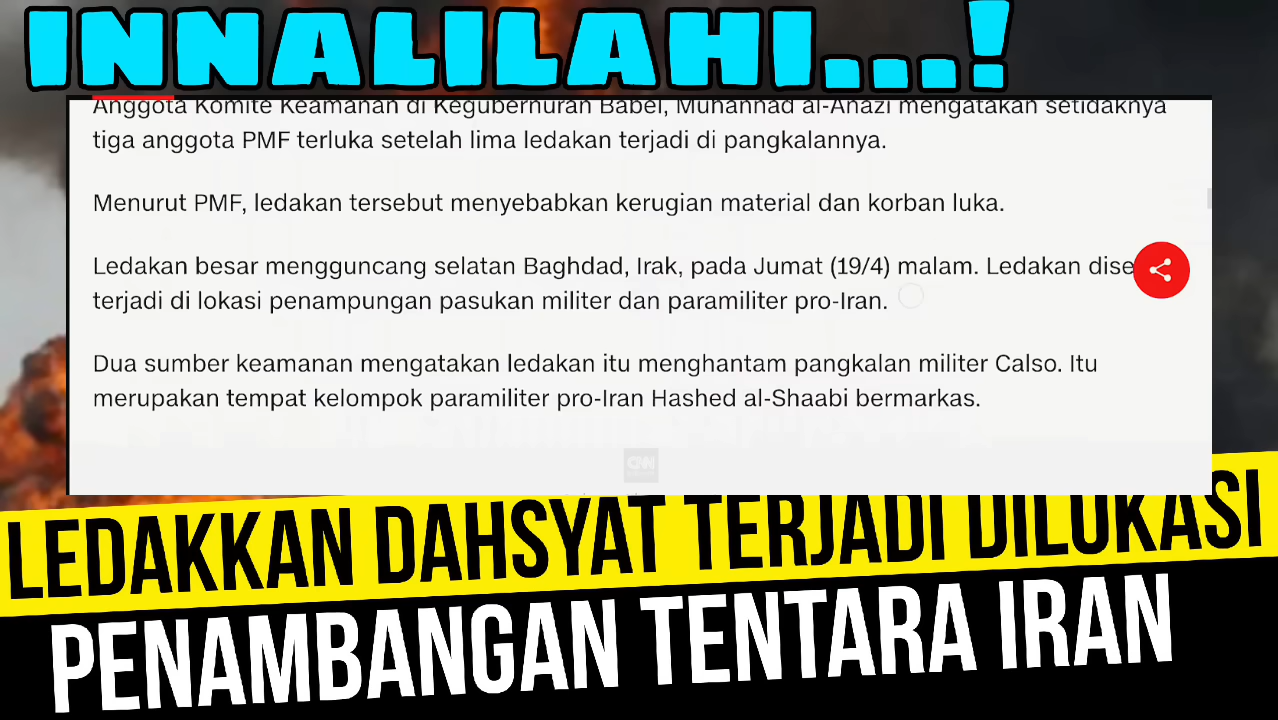 INNALILAHI...!
Anggota Komite Keamanan di Kegubernuran Babel, Muhannad al-Anazi mengatakan setidaknya
tiga anggota PMF terluka setelah lima ledakan terjadi di pangkalannya.
Menurut PMF, ledakan tersebut menyebabkan kerugian material dan korban luka.
Ledakan besar mengguncang selatan Baghdad, Irak, pada Jumat (19/4) malam. Ledakan dise
terjadi di lokasi penampungan pasukan militer dan paramiliter pro-Iran.
Dua sumber keamanan mengatakan ledakan itu menghantam pangkalan militer Calso. Itu
merupakan tempat kelompok paramiliter pro-Iran Hashed al-Shaabi bermarkas.
CNN
LEDAKKAN DAHSYAT TERJADI DILUKASI
PENAMBANGAN TENTARA IRAN